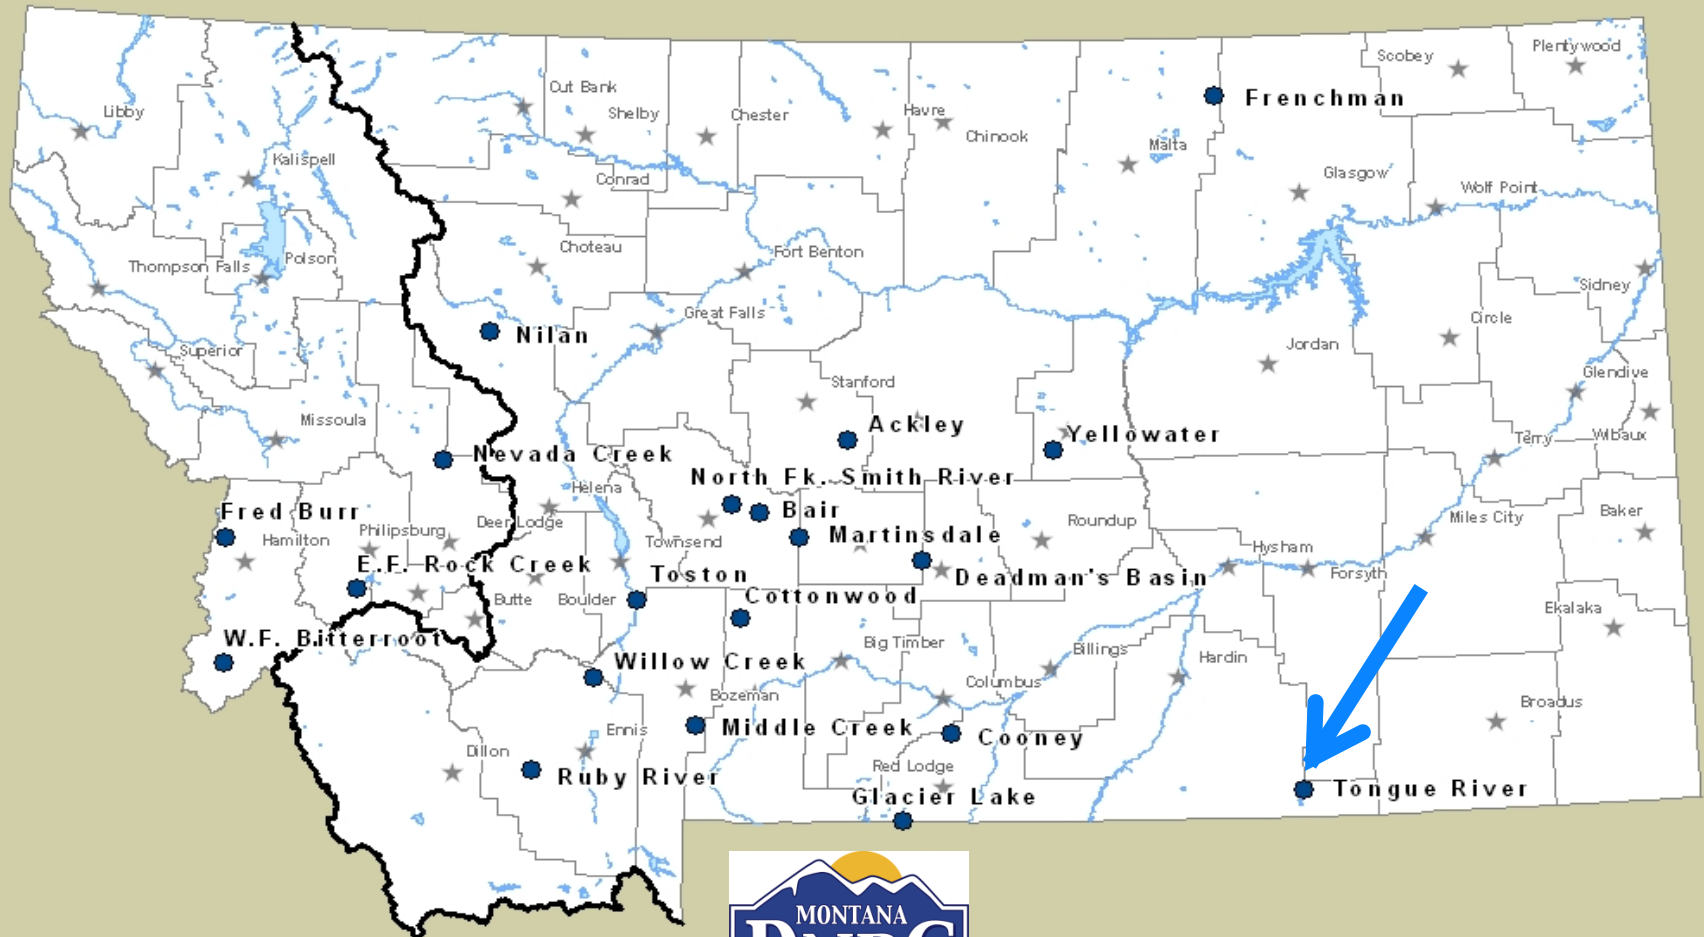 Scobey
Plentywood
Cut Bank
Shelby
Chester
Havre
Frenchman
Libby
Chinook
Malta
Kalispell
Conrad
Glasgow
Wolf Point
Choteau
Fort Benton
Polson
Thompson Falls
Sidney
Great Falls
Circle
Nilan
Jordan
Superior
Stanford
Glendive
Missoula
Ackley
Yellowater
Terry
Wibaux
Nevada Creek
North Fk. Smith River
Helena
Fred Burr
Bair
Baker
Miles City
Philipsburg
Deer Lodge
Roundup
Hamilton
Townsend
Martinsdale
Hysham
E.F. Rock Creek
Toston
Deadman's Basin
Forsyth
Butte
Boulder
Cottonwood
Ekalaka
W.F. Bitterroot
Big Timber
Billings
Hardin
Willow Creek
Columbus
Bozeman
Broadus
Ennis
Middle Creek
Cooney
Dillon
Red Lodge
Ruby River
Glacier Lake
Tongue River
MONTANA
DNRC